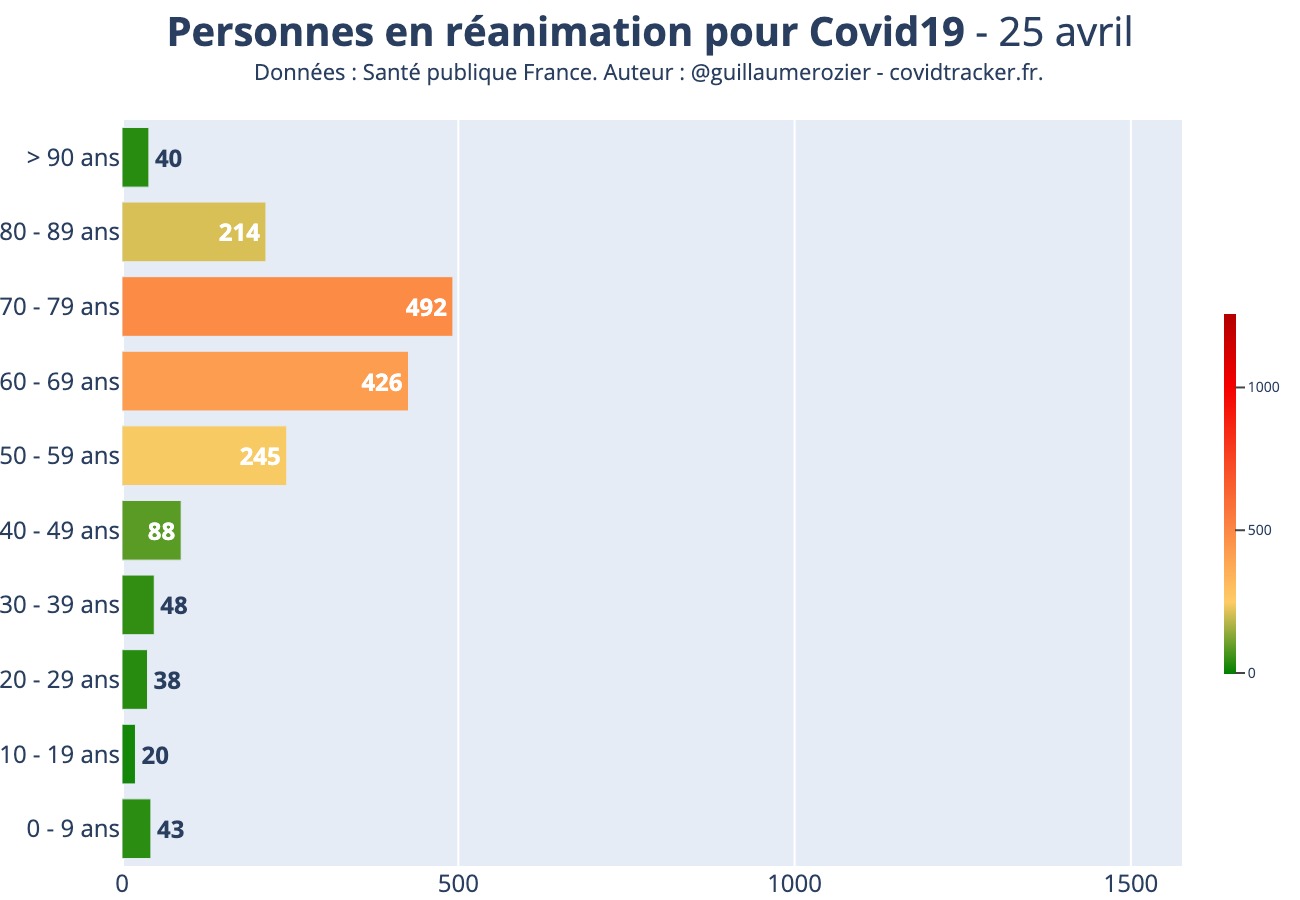 Personnes en réanimation pour Covid19 - 25 avril
Données : Santé publique France. Auteur : @guillaumerozier - covidtracker.fr.
> 90 ans 40
80 - 89 ans 214
70 - 79 ans 492
60 - 69 ans 426
50 - 59 ans 245
40 - 49 ans 88
30 - 39 ans 48
20 - 29 ans 38
10 - 19 ans 20
0 - 9 ans 43
0 500 1000 1500
1000
500
0